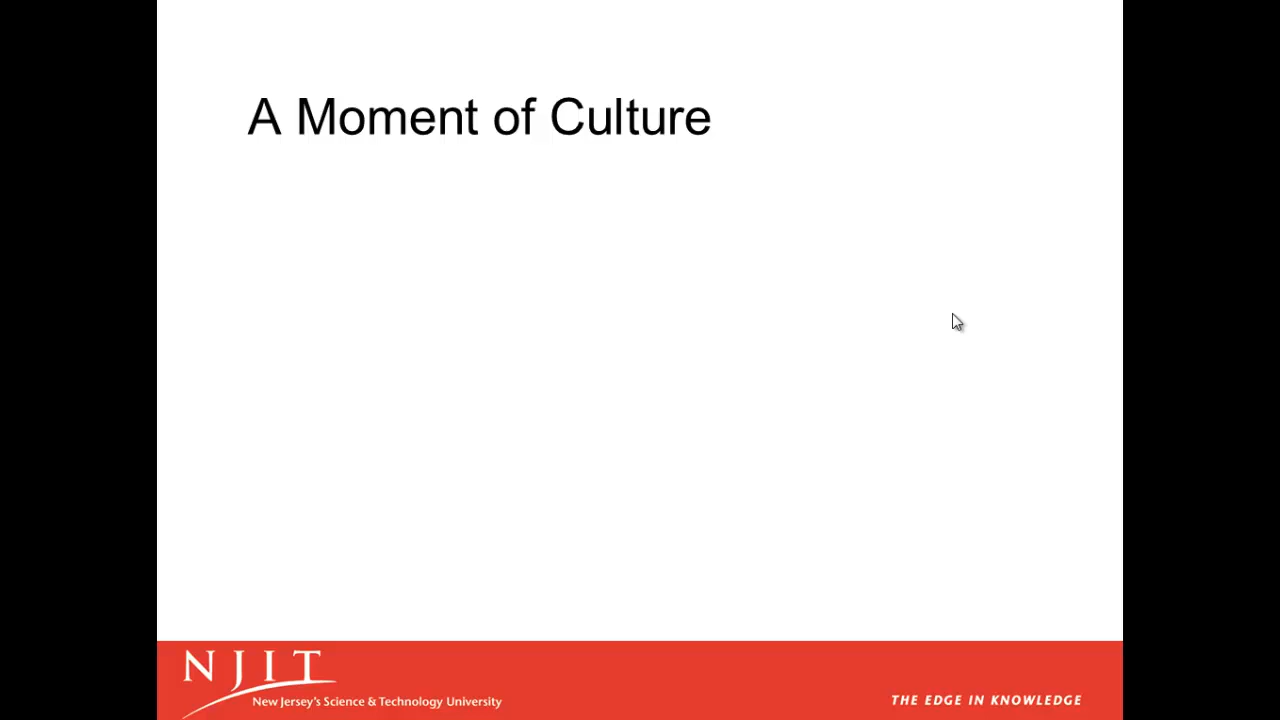 A Moment of Culture
NJIT
New Jersey's Science & Technology University
THE EDGE IN KNOWLEDGE